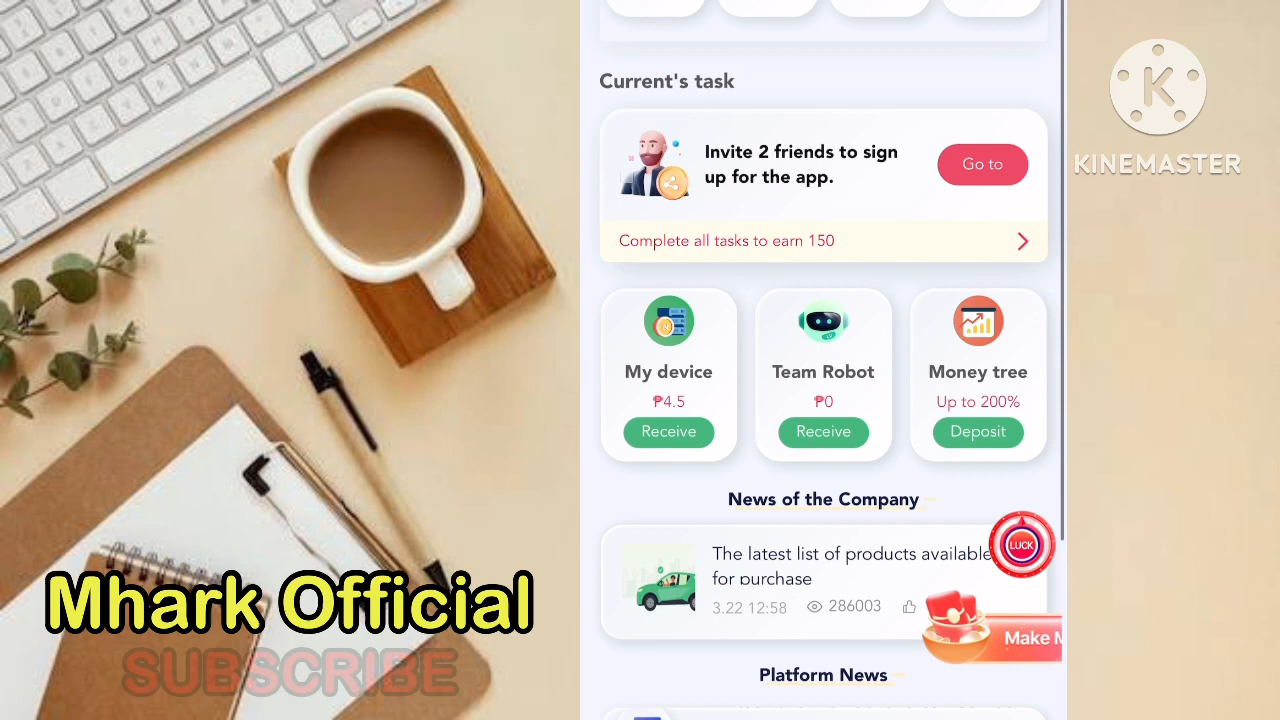 Current's task
Invite 2 friends to sign
up for the app.
Go to
Complete all tasks to earn 150
My device
₱4.5
Receive
Team Robot
₱0
Receive
Money tree
Up to 200%
Deposit
News of the Company
The latest list of products available
for purchase
3.22 12:58
286003
LUCK
Make M
Platform News
Mhark Official
SUBSCRIBE
K
KINEMASTER